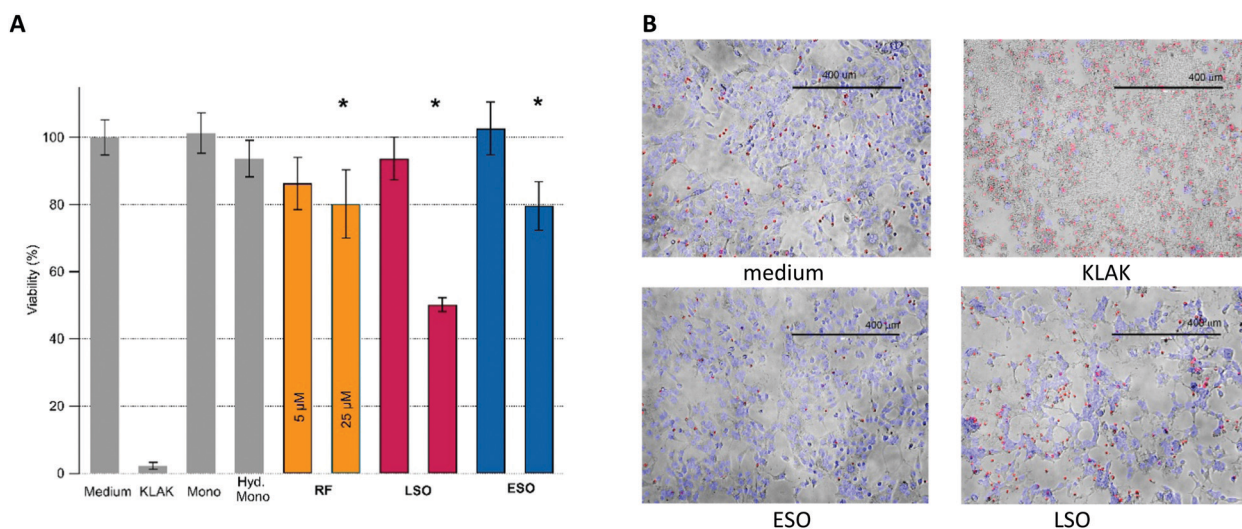 A
Viability (%)
100
80
60
40
20
0
5 µM
25 µM
*
*
*
Medium
KLAK
Mono
Hyd.
Mono
RF
LSO
ESO
B
400 um
medium
400 µm
KLAK
400 µm
ESO
400 µm
LSO